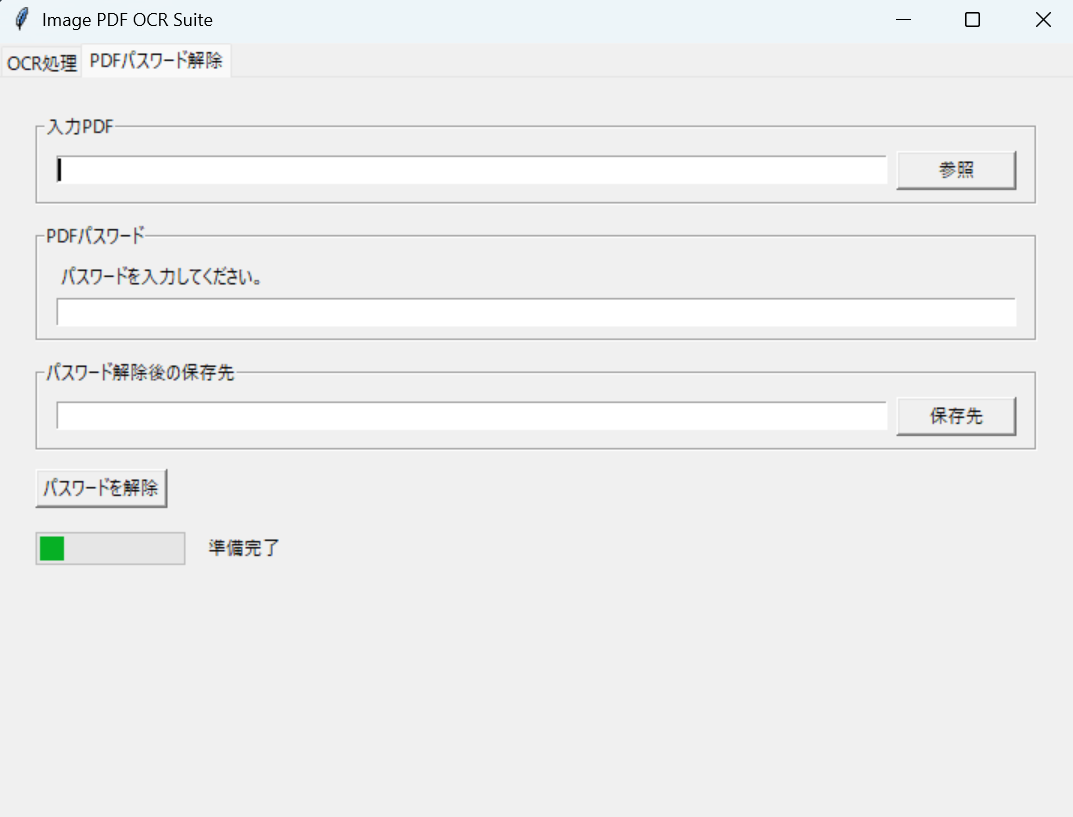 Image PDF OCR Suite
OCR処理 PDFパスワード解除
入力PDF
参照
PDFパスワード
パスワードを入力してください。
パスワード解除後の保存先
保存先
パスワードを解除
準備完了